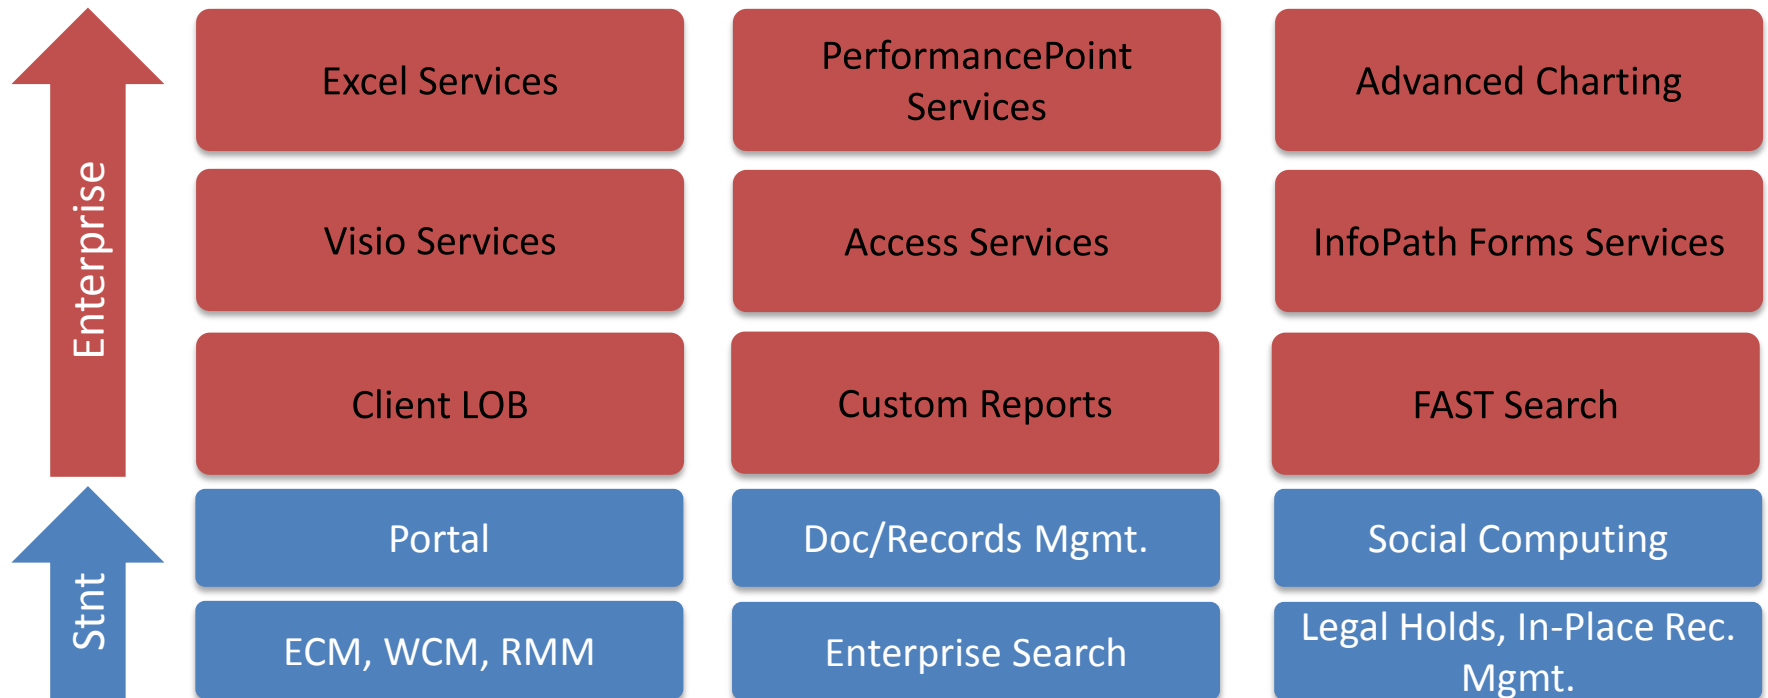 Enterprise
Excel Services
PerformancePoint
Services
Advanced Charting
Visio Services
Access Services
InfoPath Forms Services
Client LOB
Custom Reports
FAST Search
Stnt
Portal
Doc/Records Mgmt.
Social Computing
ECM, WCM, RMM
Enterprise Search
Legal Holds, In-Place Rec.
Mgmt.